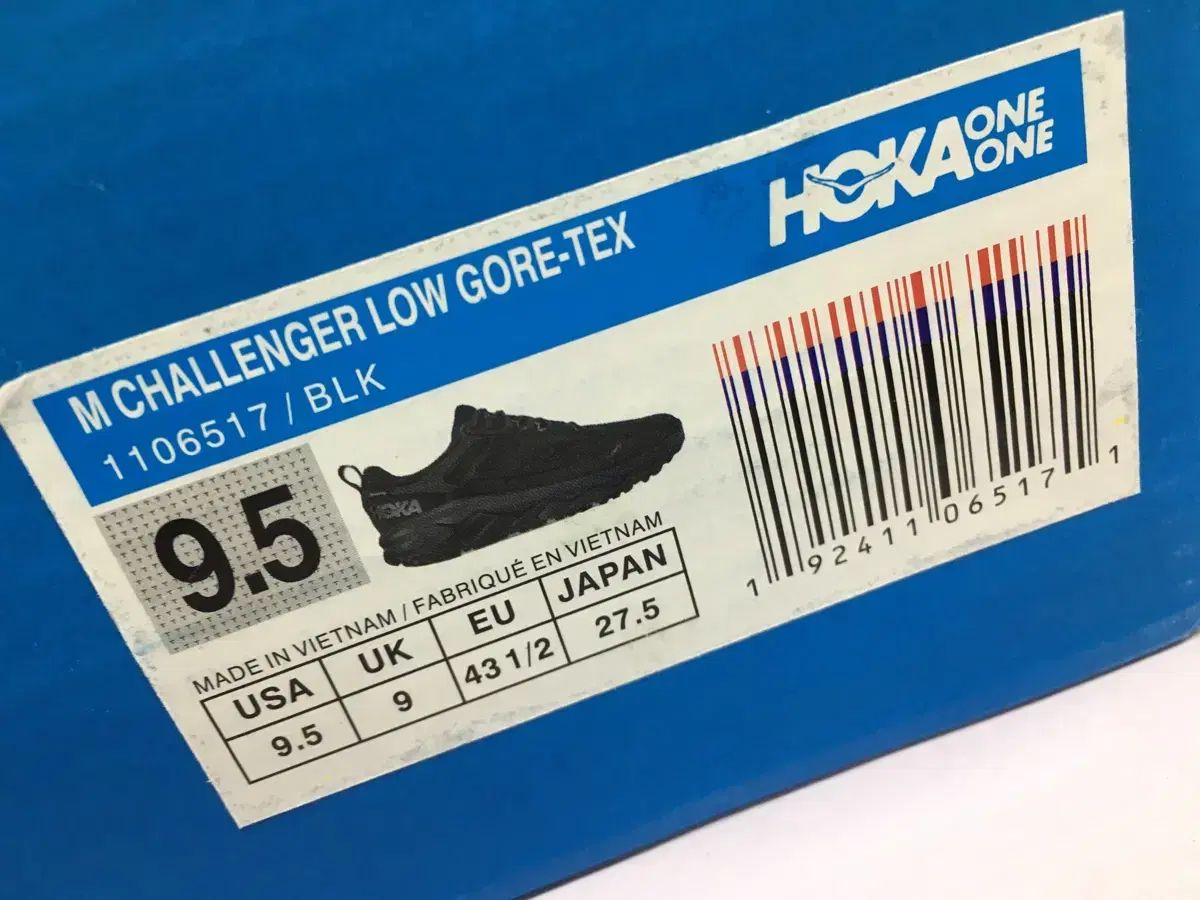 HOKA ONE ONE
M CHALLENGER LOW GORE-TEX
1106517 / BLK
9.5
HOKA
MADE IN VIETNAM / FABRIQUÉ EN VIETNAM
USA UK EU JAPAN
9.5 9 43 1/2 27.5
1 92411 06517 1